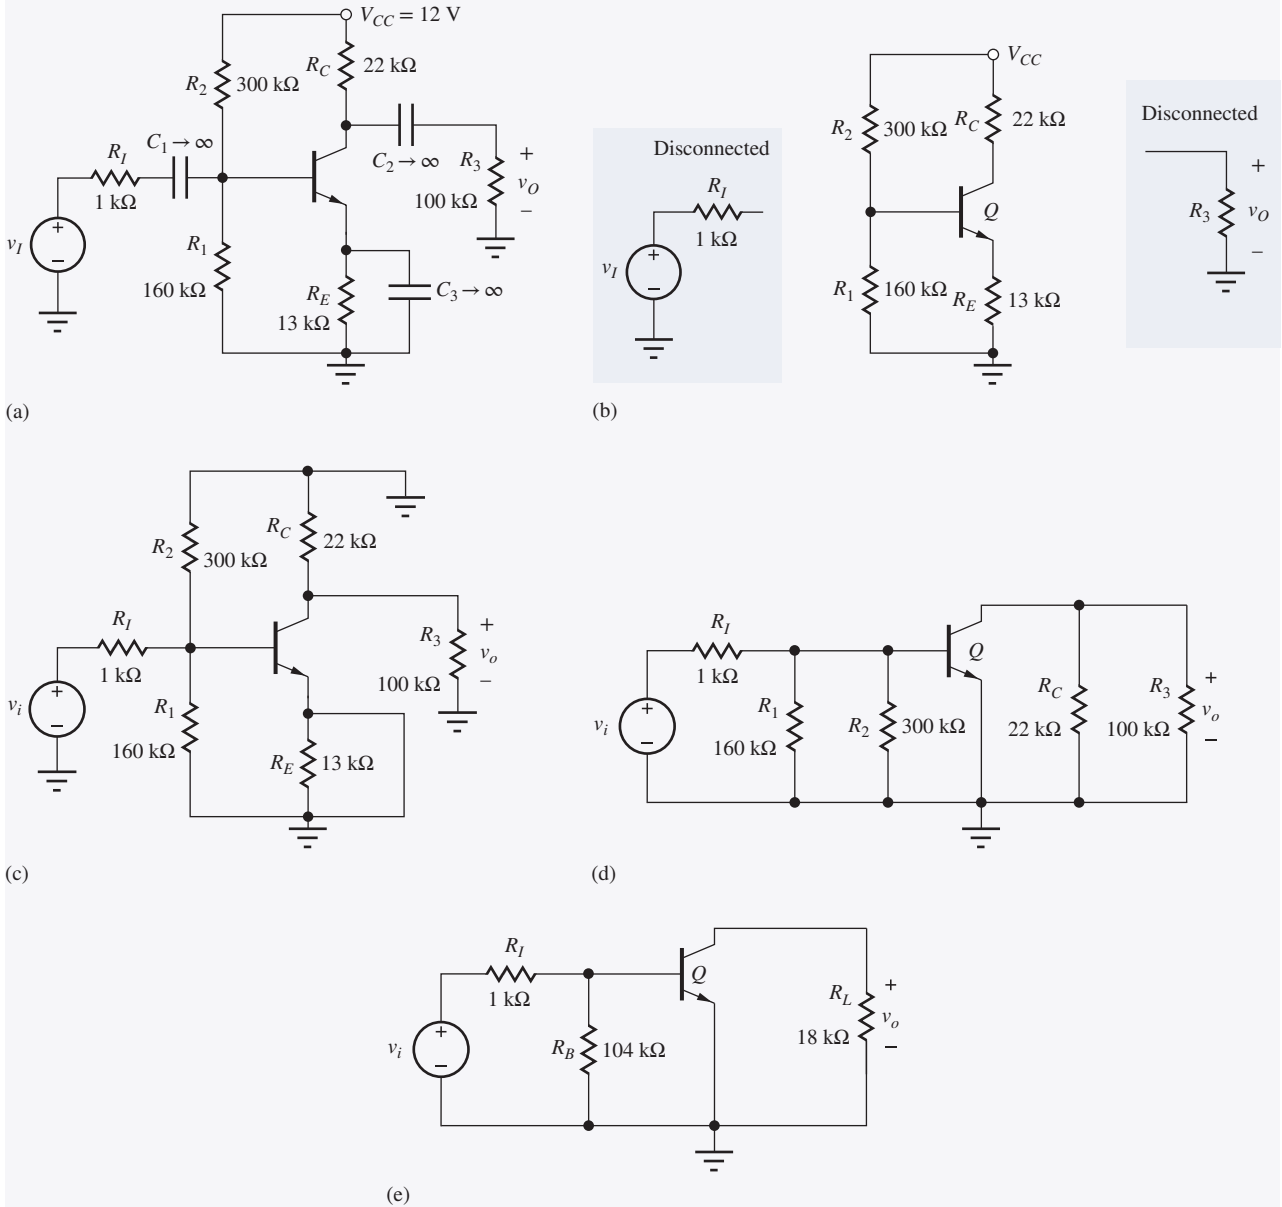 V_CC = 12 V
R_C
22 kΩ
R_2
300 kΩ
C_1 → ∞
R_I
1 kΩ
C_2 → ∞
R_3
100 kΩ
+
v_O
−
v_I
+
−
R_1
160 kΩ
R_E
13 kΩ
C_3 → ∞
(a)
Disconnected
R_I
1 kΩ
v_I
+
−
V_CC
R_2
300 kΩ
R_C
22 kΩ
Q
R_1
160 kΩ
R_E
13 kΩ
Disconnected
R_3
+
v_O
−
(b)
R_C
22 kΩ
R_2
300 kΩ
R_I
1 kΩ
R_3
100 kΩ
+
v_o
−
v_i
+
−
R_1
160 kΩ
R_E
13 kΩ
(c)
R_I
1 kΩ
v_i
+
−
R_1
160 kΩ
R_2
300 kΩ
Q
R_C
22 kΩ
R_3
100 kΩ
+
v_o
−
(d)
R_I
1 kΩ
v_i
+
−
R_B
104 kΩ
Q
R_L
18 kΩ
+
v_o
−
(e)